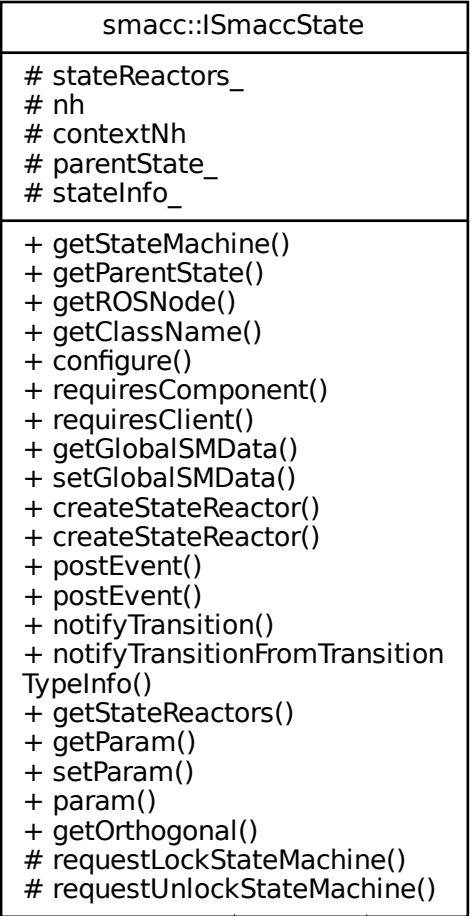 smacc::ISmaccState
# stateReactors_
# nh
# contextNh
# parentState_
# stateInfo_
+ getStateMachine()
+ getParentState()
+ getROSNode()
+ getClassName()
+ configure()
+ requiresComponent()
+ requiresClient()
+ getGlobalSMData()
+ setGlobalSMData()
+ createStateReactor()
+ createStateReactor()
+ postEvent()
+ postEvent()
+ notifyTransition()
+ notifyTransitionFromTransition
TypeInfo()
+ getStateReactors()
+ getParam()
+ setParam()
+ param()
+ getOrthogonal()
# requestLockStateMachine()
# requestUnlockStateMachine()